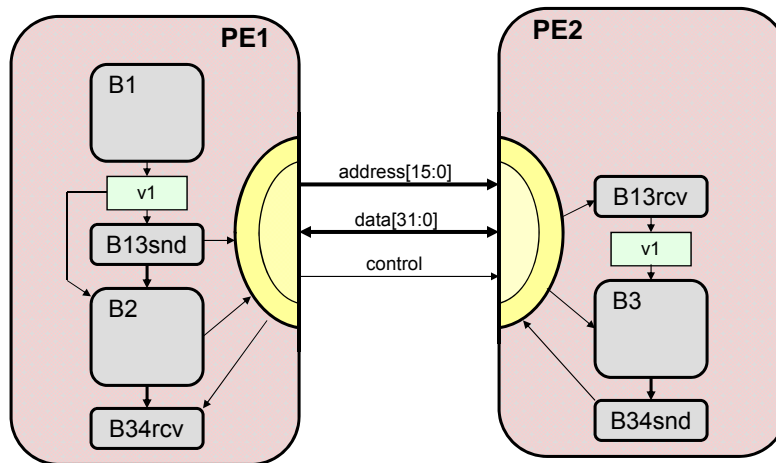 PE1
B1
v1
B13snd
B2
B34rcv
address[15:0]
data[31:0]
control
PE2
B13rcv
v1
B3
B34snd